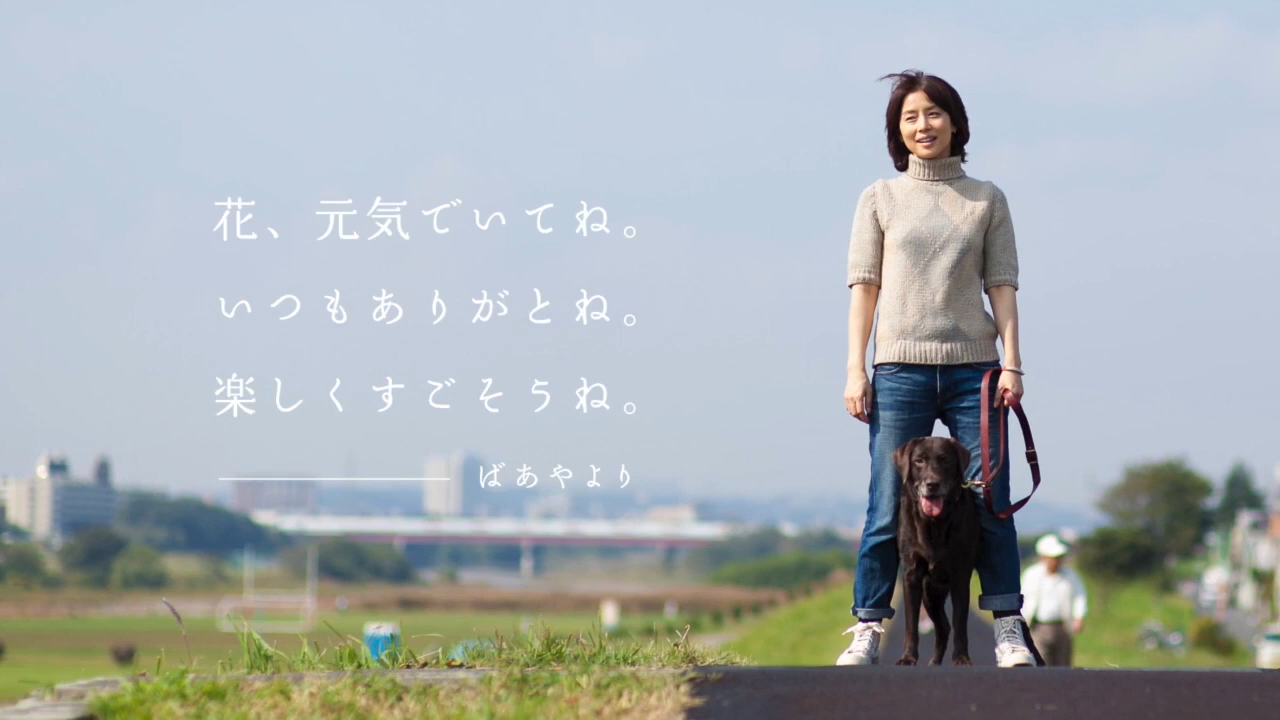 花、元気でいてね。
いつもありがとね。
楽しくすごそうね。
ばあやより